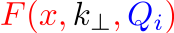 F(x, k⊥, Qi)